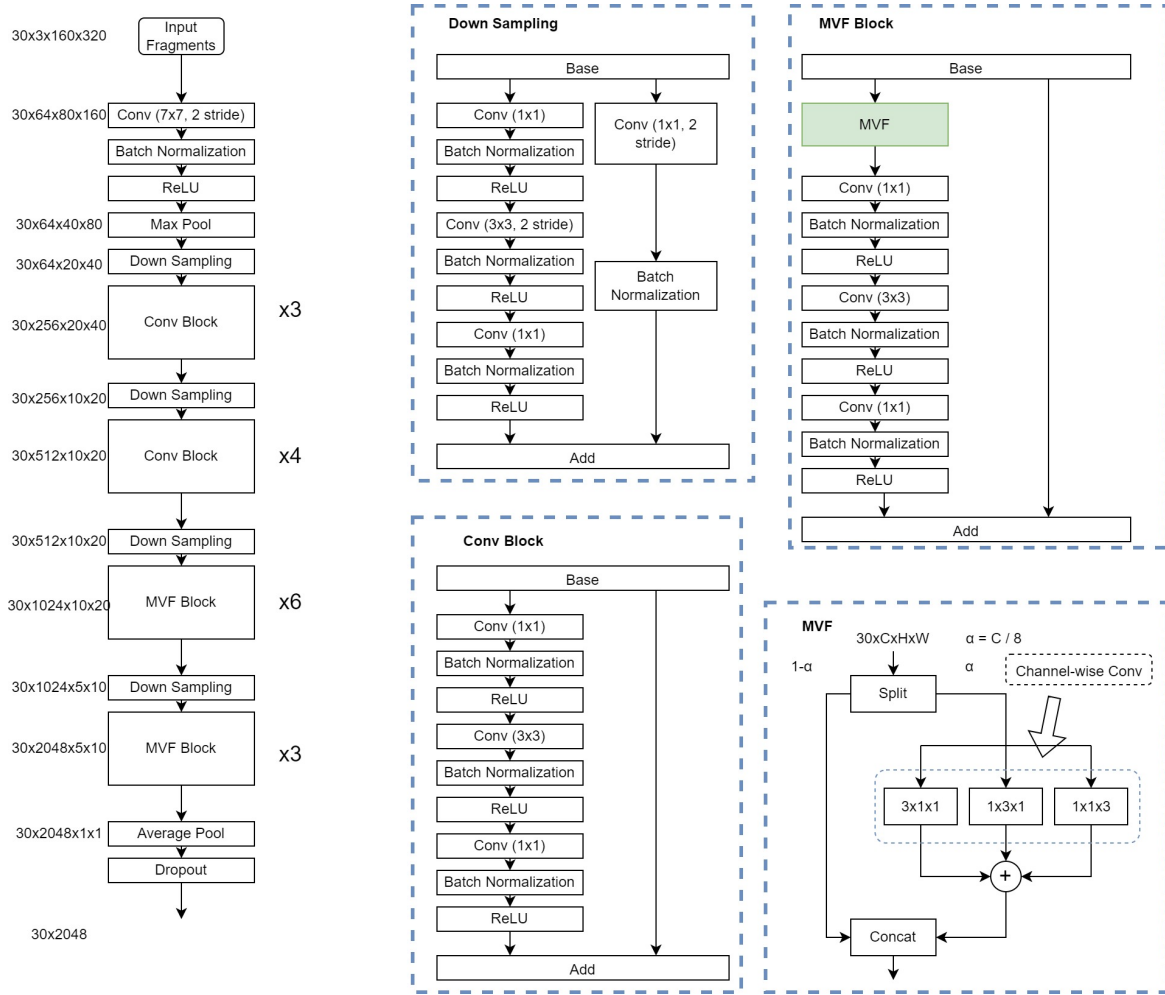 30x3x160x320
Input
Fragments
30x64x80x160
Conv (7x7, 2 stride)
Batch Normalization
ReLU
30x64x40x80
Max Pool
30x64x20x40
Down Sampling
30x256x20x40
Conv Block
x3
30x256x10x20
Down Sampling
30x512x10x20
Conv Block
x4
30x512x10x20
Down Sampling
30x1024x10x20
MVF Block
x6
30x1024x5x10
Down Sampling
30x2048x5x10
MVF Block
x3
30x2048x1x1
Average Pool
Dropout
30x2048
Down Sampling
Base
Conv (1x1)
Batch Normalization
ReLU
Conv (3x3, 2 stride)
Batch Normalization
ReLU
Conv (1x1)
Batch Normalization
ReLU
Conv (1x1, 2
stride)
Batch
Normalization
Add
Conv Block
Base
Conv (1x1)
Batch Normalization
ReLU
Conv (3x3)
Batch Normalization
ReLU
Conv (1x1)
Batch Normalization
ReLU
Add
MVF Block
Base
MVF
Conv (1x1)
Batch Normalization
ReLU
Conv (3x3)
Batch Normalization
ReLU
Conv (1x1)
Batch Normalization
ReLU
Add
MVF
30xCxHxW
α = C / 8
1-α
α
Channel-wise Conv
Split
3x1x1
1x3x1
1x1x3
+
Concat